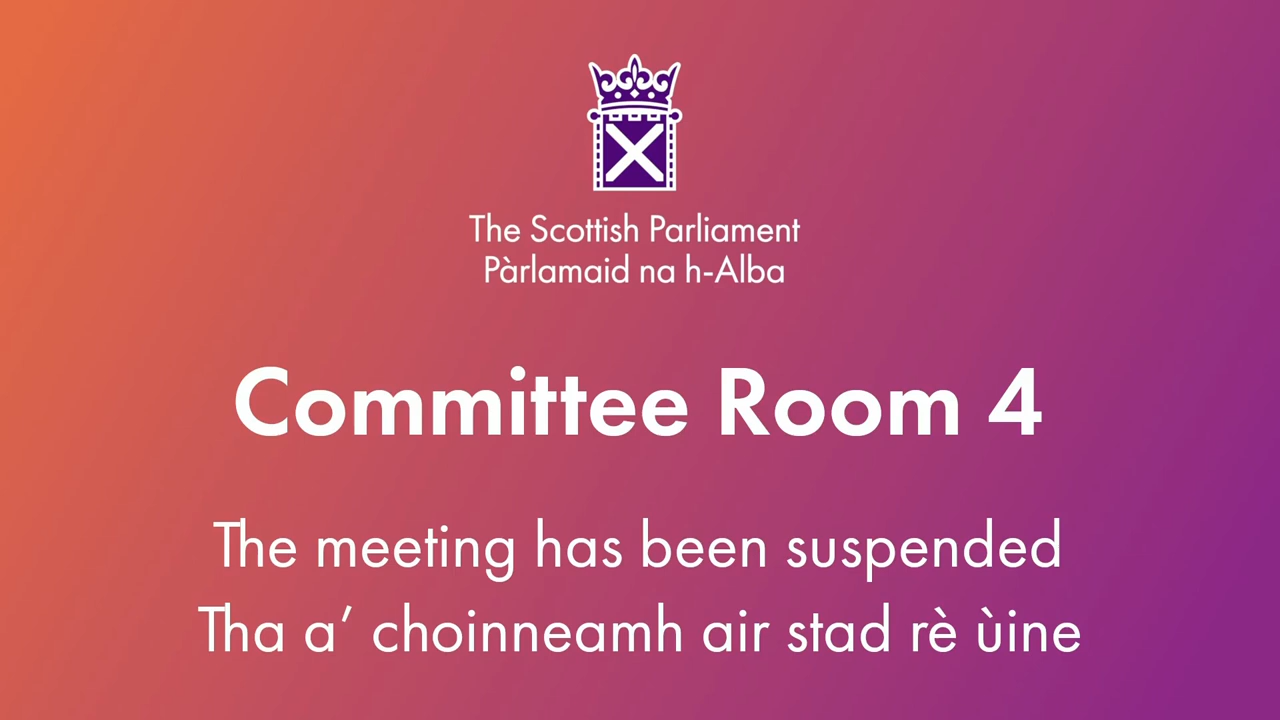 The Scottish Parliament
Pàrlamaid na h-Alba
Committee Room 4
The meeting has been suspended
Tha a’ choinneamh air stad rè ùine